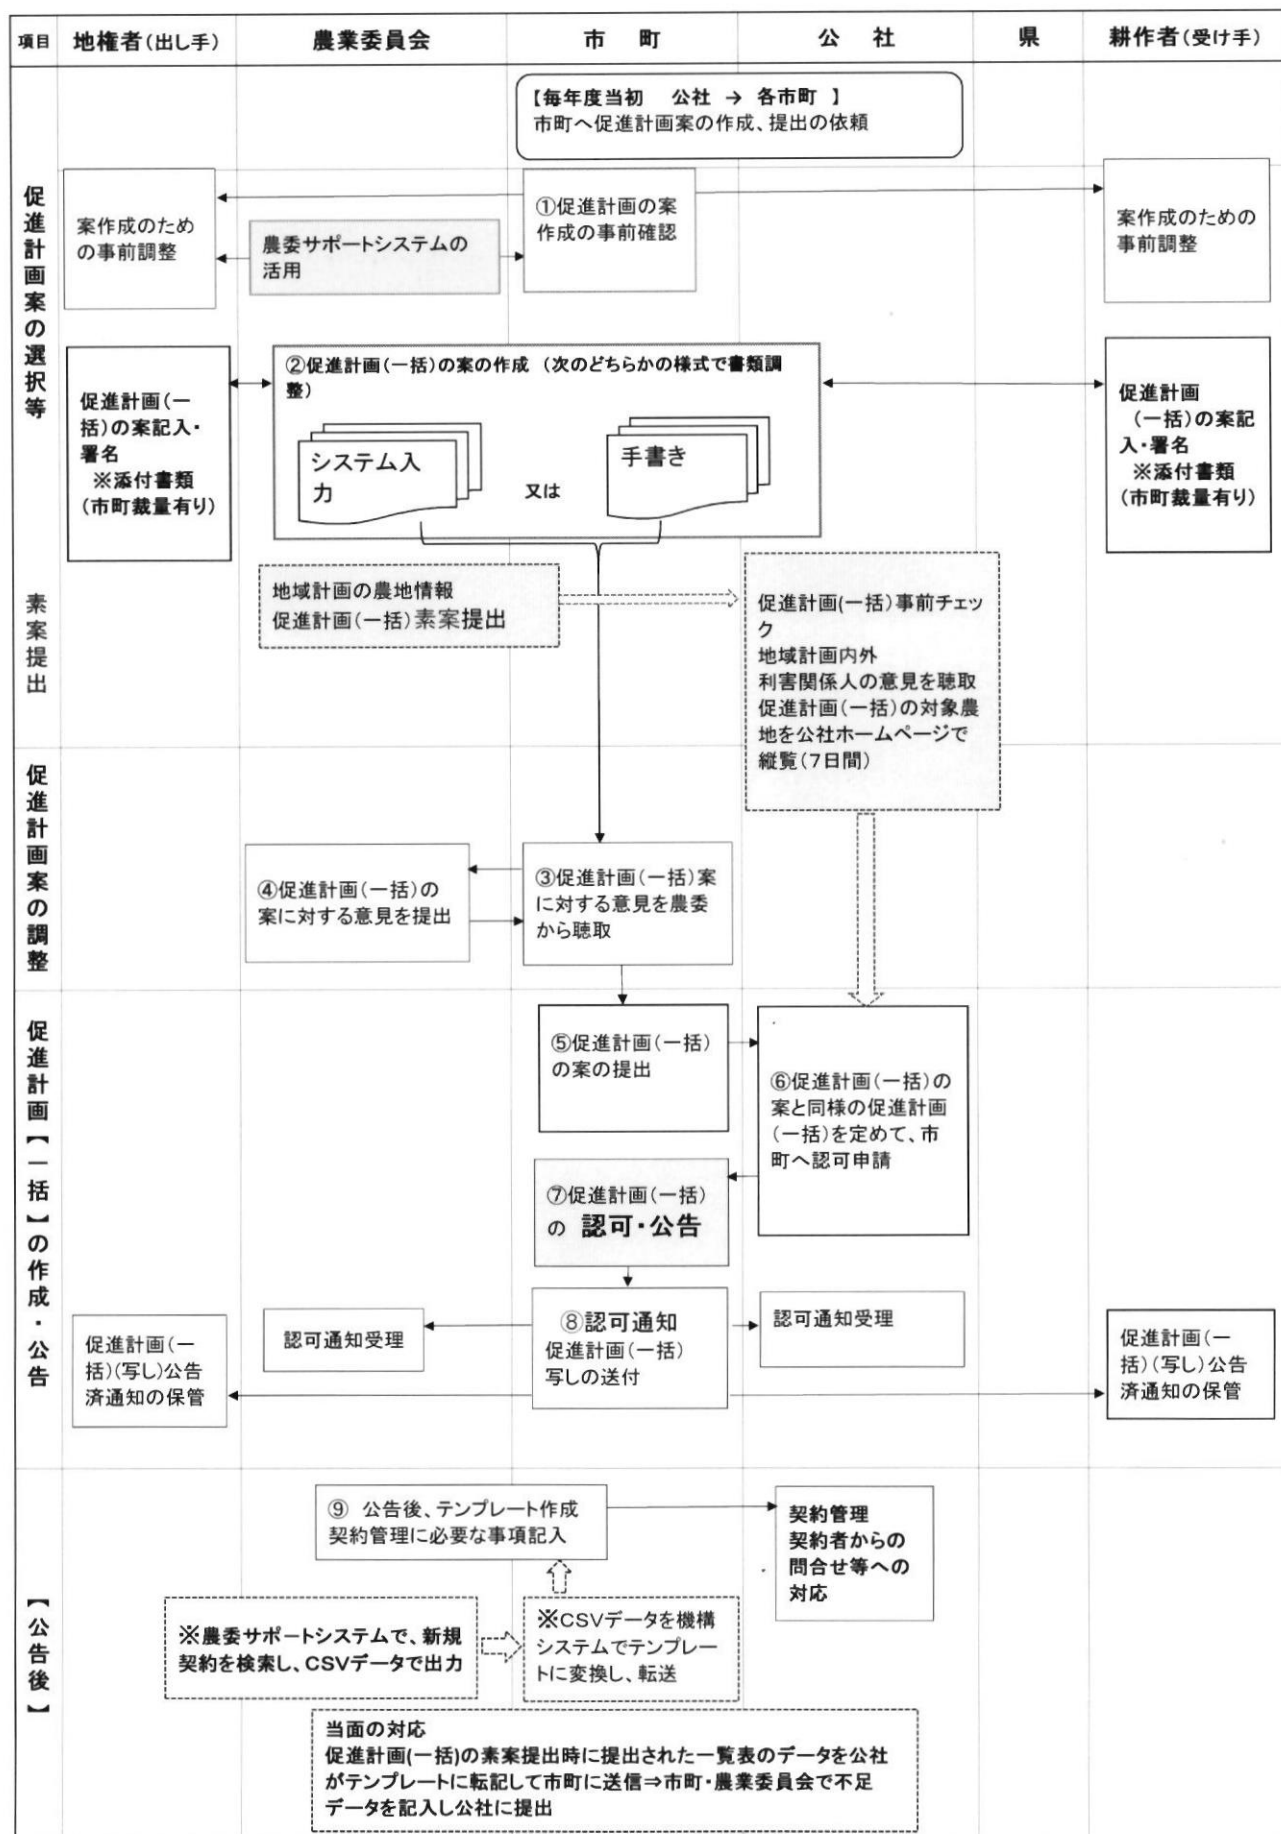 項目
地権者(出し手)
農業委員会
市 町
公 社
県
耕作者(受け手)
【毎年度当初 公社 → 各市町 】
市町へ促進計画案の作成、提出の依頼
促進計画案の選択等
案作成のため
の事前調整
農委サポートシステムの
活用
①促進計画の案
作成の事前確認
案作成のための
事前調整
促進計画(一
括)の案記入・
署名
※添付書類
(市町裁量有り)
②促進計画(一括)の案の作成 (次のどちらかの様式で書類調
整)
システム入
力
又は
手書き
促進計画
(一括)の案記
入・署名
※添付書類
(市町裁量有り)
素案提出
地域計画の農地情報
促進計画(一括)素案提出
促進計画(一括)事前チェッ
ク
地域計画内外
利害関係人の意見を聴取
促進計画(一括)の対象農
地を公社ホームページで
縦覧(7日間)
促進計画案の調整
④促進計画(一括)の
案に対する意見を提出
③促進計画(一括)案
に対する意見を農委
から聴取
促進計画【一括】の作成・公告
⑤促進計画(一括)
の案の提出
⑥促進計画(一括)の
案と同様の促進計画
(一括)を定めて、市
町へ認可申請
⑦促進計画(一括)
の 認可・公告
促進計画(一
括)(写し)公告
済通知の保管
認可通知受理
⑧認可通知
促進計画(一括)
写しの送付
認可通知受理
促進計画(一
括)(写し)公告
済通知の保管
【公告後】
⑨ 公告後、テンプレート作成
契約管理に必要な事項記入
契約管理
契約者からの
問合せ等への
対応
※農委サポートシステムで、新規
契約を検索し、CSVデータで出力
※CSVデータを機構
システムでテンプレー
トに変換し、転送
当面の対応
促進計画(一括)の素案提出時に提出された一覧表のデータを公社
がテンプレートに転記して市町に送信⇒市町・農業委員会で不足
データを記入し公社に提出